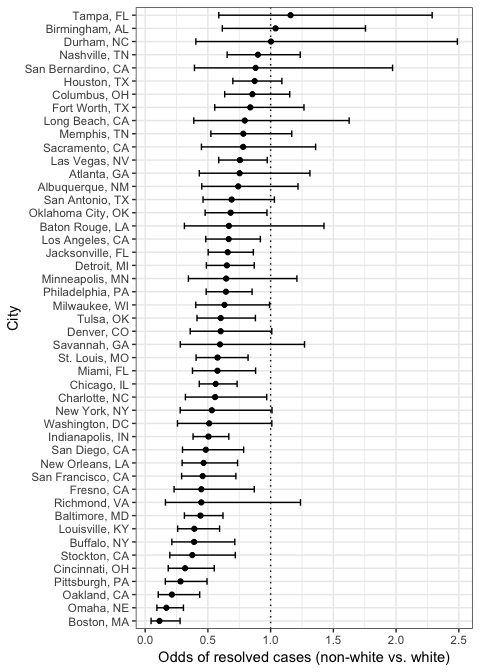 Tampa, FL
Birmingham, AL
Durham, NC
Nashville, TN
San Bernardino, CA
Houston, TX
Columbus, OH
Fort Worth, TX
Long Beach, CA
Memphis, TN
Sacramento, CA
Las Vegas, NV
Atlanta, GA
Albuquerque, NM
San Antonio, TX
Oklahoma City, OK
Baton Rouge, LA
Los Angeles, CA
Jacksonville, FL
Detroit, MI
Minneapolis, MN
Philadelphia, PA
Milwaukee, WI
Tulsa, OK
Denver, CO
Savannah, GA
St. Louis, MO
Miami, FL
Chicago, IL
Charlotte, NC
New York, NY
Washington, DC
Indianapolis, IN
San Diego, CA
New Orleans, LA
San Francisco, CA
Fresno, CA
Richmond, VA
Baltimore, MD
Louisville, KY
Buffalo, NY
Stockton, CA
Cincinnati, OH
Pittsburgh, PA
Oakland, CA
Omaha, NE
Boston, MA
City
0.0 0.5 1.0 1.5 2.0 2.5
Odds of resolved cases (non-white vs. white)